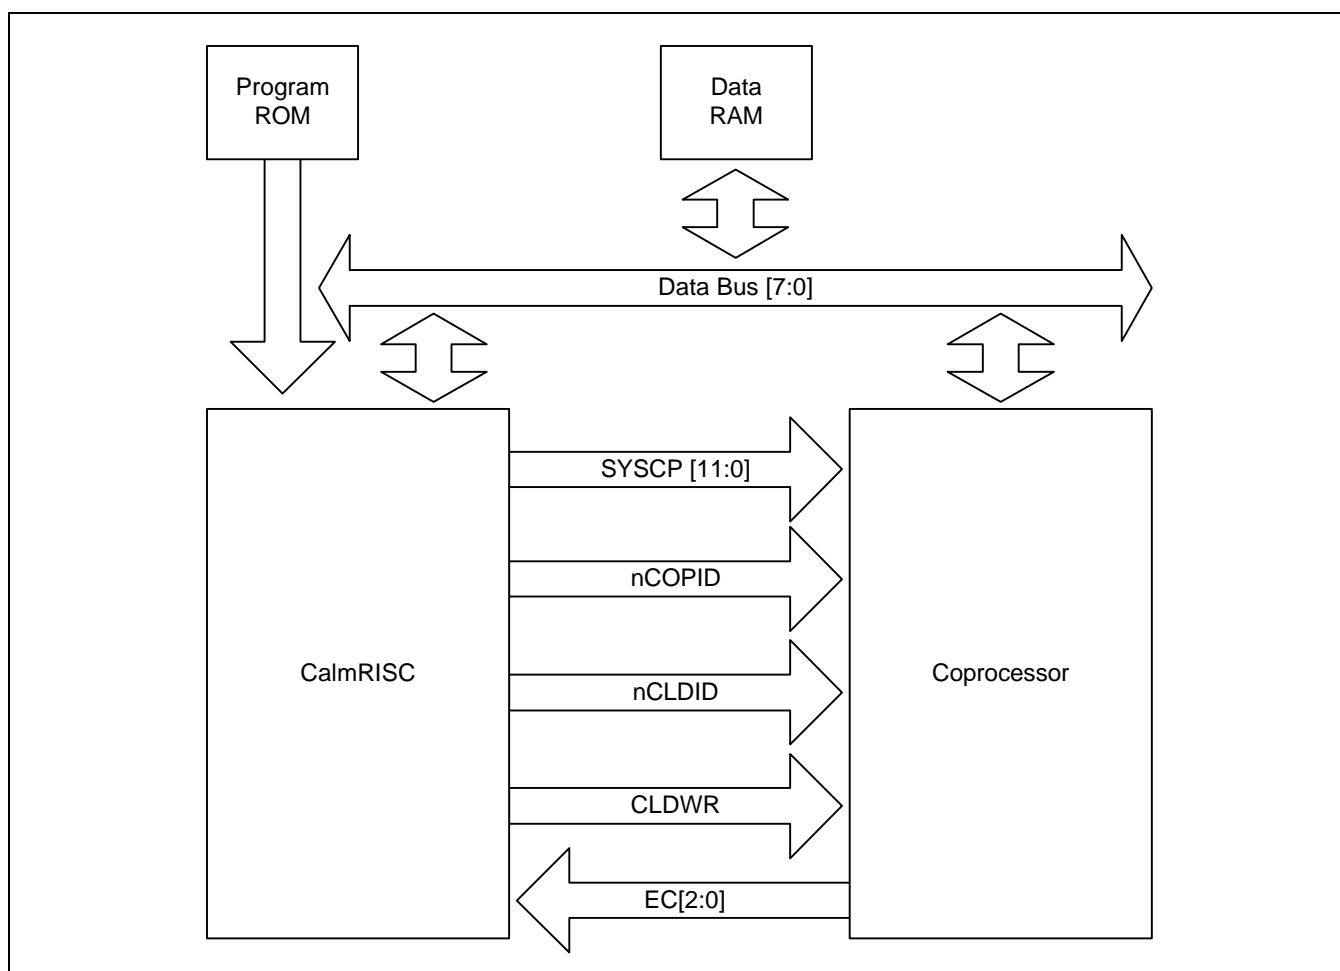 Program
ROM
Data
RAM
Data Bus [7:0]
SYSCP [11:0]
nCOPID
CalmRISC
nCLDID
Coprocessor
CLDWR
EC[2:0]